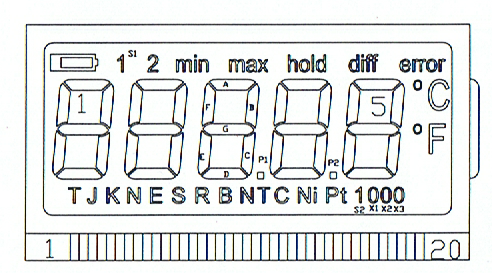 1 S1 2 min max hold diff error
1 A F B G E C D P1 P2 5 °C
°F
T J K N E S R B NTC Ni Pt 1000
S2 X1 X2 X3
1 20